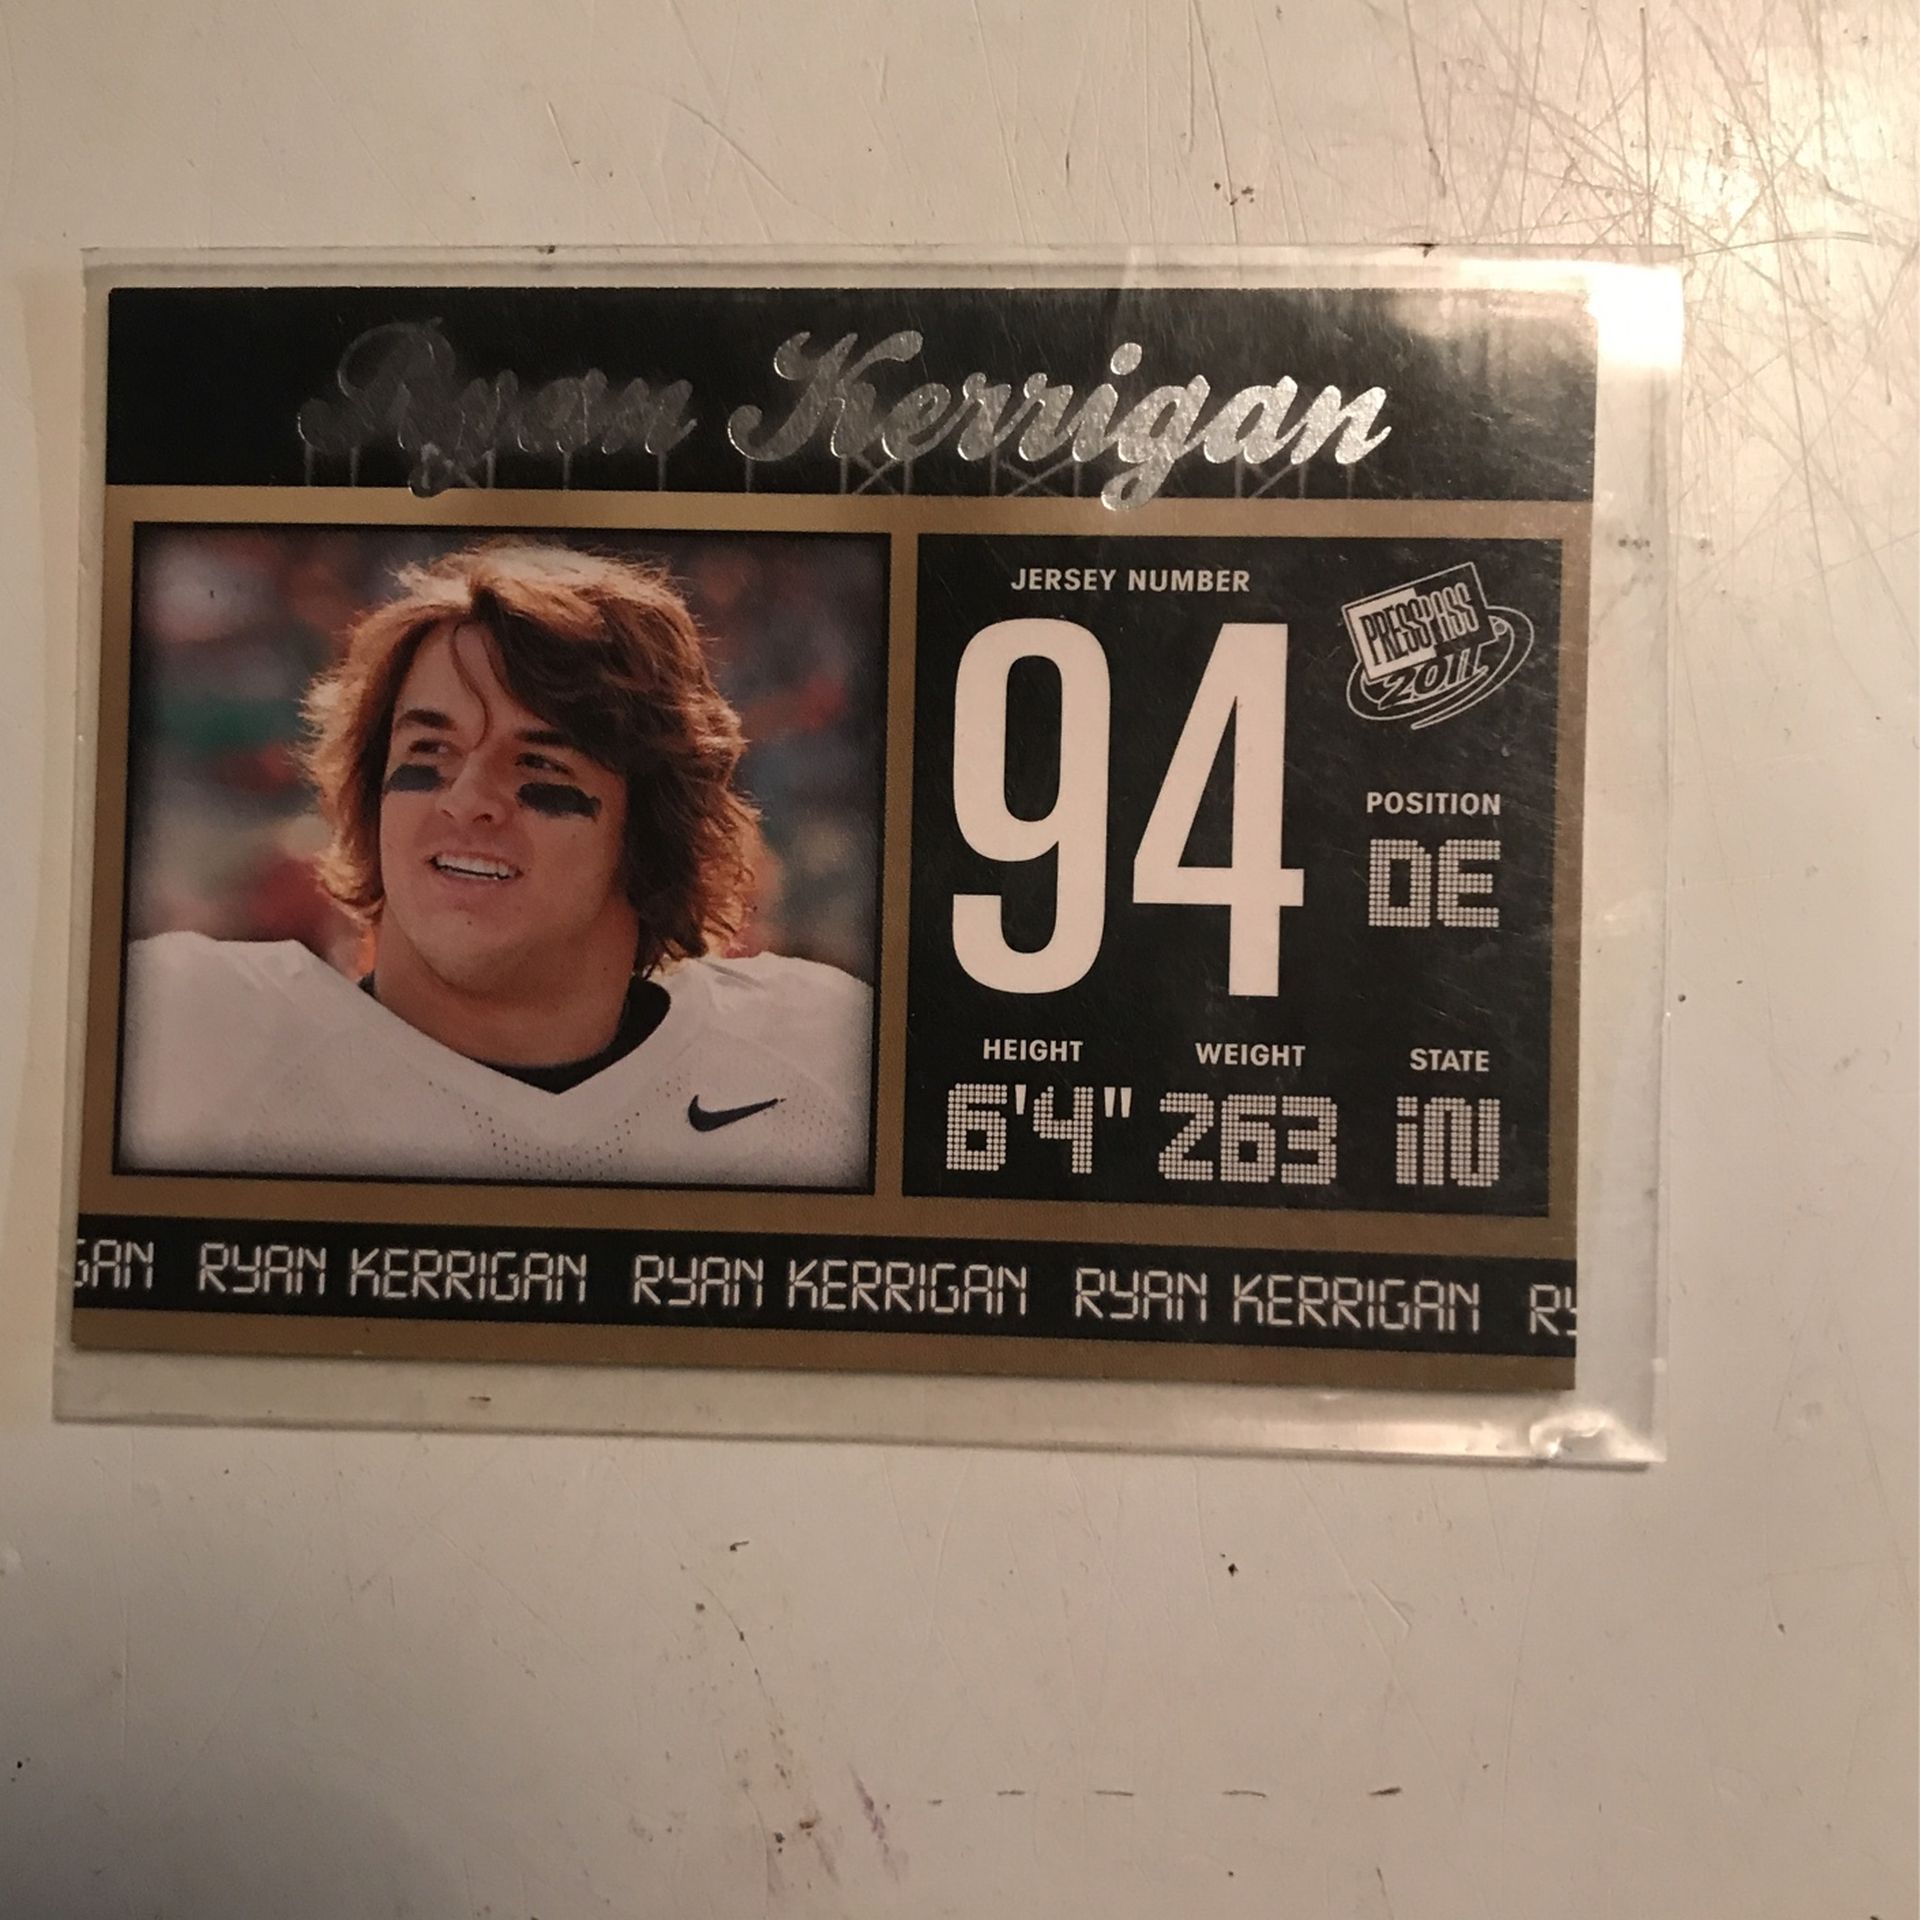 Ryan Kerrigan
JERSEY NUMBER
94
PRESS PASS
2011
POSITION
DE
HEIGHT
6'4"
WEIGHT
263
STATE
iN
GAN RYAN KERRIGAN RYAN KERRIGAN RYAN KERRIGAN RY